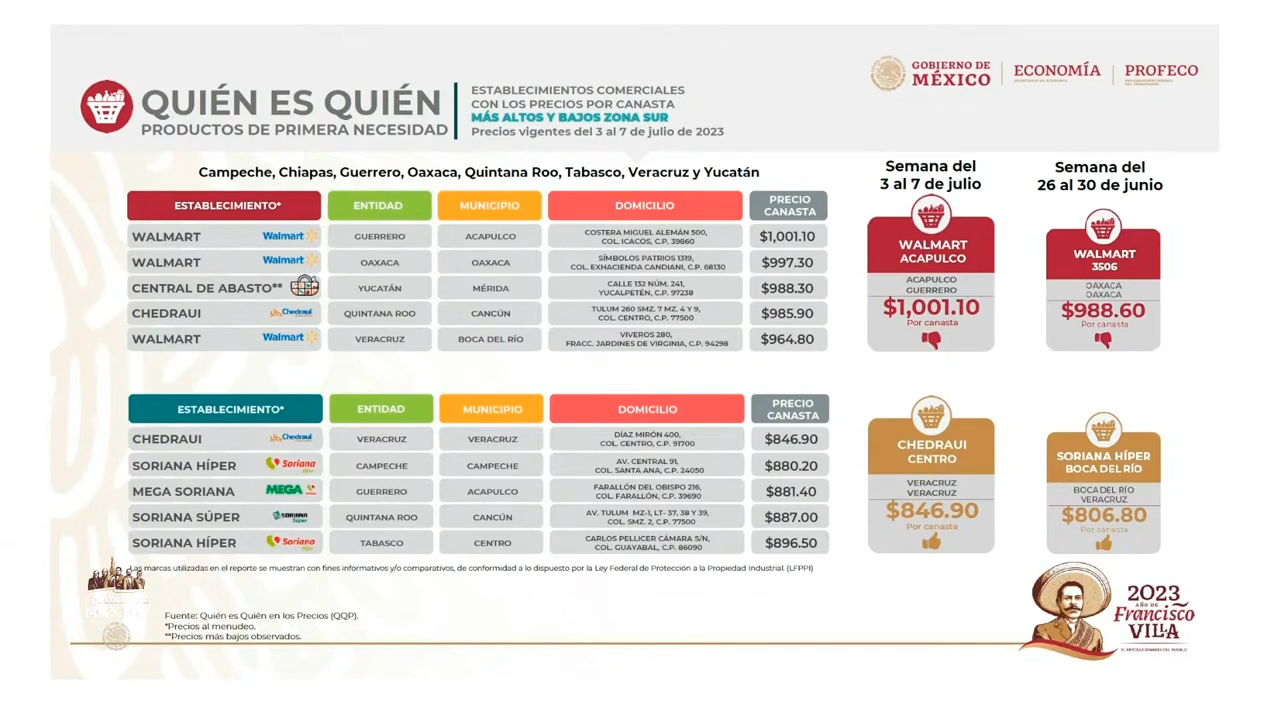 QUIÉN ES QUIÉN
PRODUCTOS DE PRIMERA NECESIDAD
ESTABLECIMIENTOS COMERCIALES
CON LOS PRECIOS POR CANASTA
MÁS ALTOS Y BAJOS ZONA SUR
Precios vigentes del 3 al 7 de julio de 2023
GOBIERNO DE
MÉXICO
ECONOMÍA
PROFECO
Campeche, Chiapas, Guerrero, Oaxaca, Quintana Roo, Tabasco, Veracruz y Yucatán
ESTABLECIMIENTO* ENTIDAD MUNICIPIO DOMICILIO PRECIO CANASTA
WALMART Walmart GUERRERO ACAPULCO COSTERA MIGUEL ALEMÁN 500, COL. ICACOS, C.P. 39860 $1,001.10
WALMART Walmart OAXACA OAXACA SÍMBOLOS PATRIOS 1319, COL. EXHACIENDA CANDIANI, C.P. 68130 $997.30
CENTRAL DE ABASTO** YUCATÁN MÉRIDA CALLE 132 NÚM. 241, YUCALPETÉN, C.P. 97238 $988.30
CHEDRAUI Chedraui QUINTANA ROO CANCÚN TULUM 260 SMZ. 7 MZ. 4 Y 9, COL. CENTRO, C.P. 77500 $985.90
WALMART Walmart VERACRUZ BOCA DEL RÍO VIVEROS 280, FRACC. JARDINES DE VIRGINIA, C.P. 94298 $964.80
Semana del
3 al 7 de julio
WALMART
ACAPULCO
ACAPULCO
GUERRERO
$1,001.10
Por canasta
Semana del
26 al 30 de junio
WALMART
3506
OAXACA
OAXACA
$988.60
Por canasta
ESTABLECIMIENTO* ENTIDAD MUNICIPIO DOMICILIO PRECIO CANASTA
CHEDRAUI Chedraui VERACRUZ VERACRUZ DÍAZ MIRÓN 400, COL. CENTRO, C.P. 91700 $846.90
SORIANA HÍPER Soriana CAMPECHE CAMPECHE AV. CENTRAL 91, COL. SANTA ANA, C.P. 24050 $880.20
MEGA SORIANA MEGA GUERRERO ACAPULCO FARALLÓN DEL OBISPO 216, COL. FARALLÓN, C.P. 39690 $881.40
SORIANA SÚPER SORIANA Súper QUINTANA ROO CANCÚN AV. TULUM MZ-1, LT- 37, 38 Y 39, COL. SMZ. 2, C.P. 77500 $887.00
SORIANA HÍPER Soriana TABASCO CENTRO CARLOS PELLICER CÁMARA S/N, COL. GUAYABAL, C.P. 86090 $896.50
CHEDRAUI
CENTRO
VERACRUZ
VERACRUZ
$846.90
Por canasta
SORIANA HÍPER
BOCA DEL RÍO
BOCA DEL RÍO
VERACRUZ
$806.80
Por canasta
Las marcas utilizadas en el reporte se muestran con fines informativos y/o comparativos, de conformidad a lo dispuesto por la Ley Federal de Protección a la Propiedad Industrial. (LFPPI)
Fuente: Quién es Quién en los Precios (QQP).
*Precios al menudeo.
**Precios más bajos observados.
MÉXICO
2023
AÑO DE
Francisco
VILLA
EL REVOLUCIONARIO DEL PUEBLO